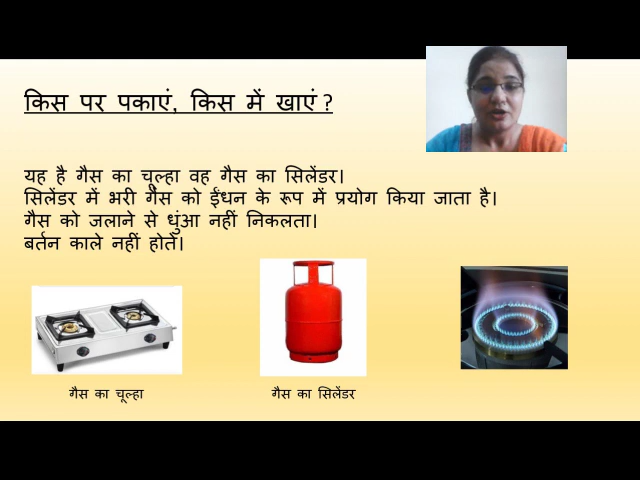 किस पर पकाएं, किस में खाएं ?
यह है गैस का चूल्हा वह गैस का सिलेंडर।
सिलेंडर में भरी गैस को ईंधन के रूप में प्रयोग किया जाता है।
गैस को जलाने से धुंआ नहीं निकलता।
बर्तन काले नहीं होते।
गैस का चूल्हा
गैस का सिलेंडर